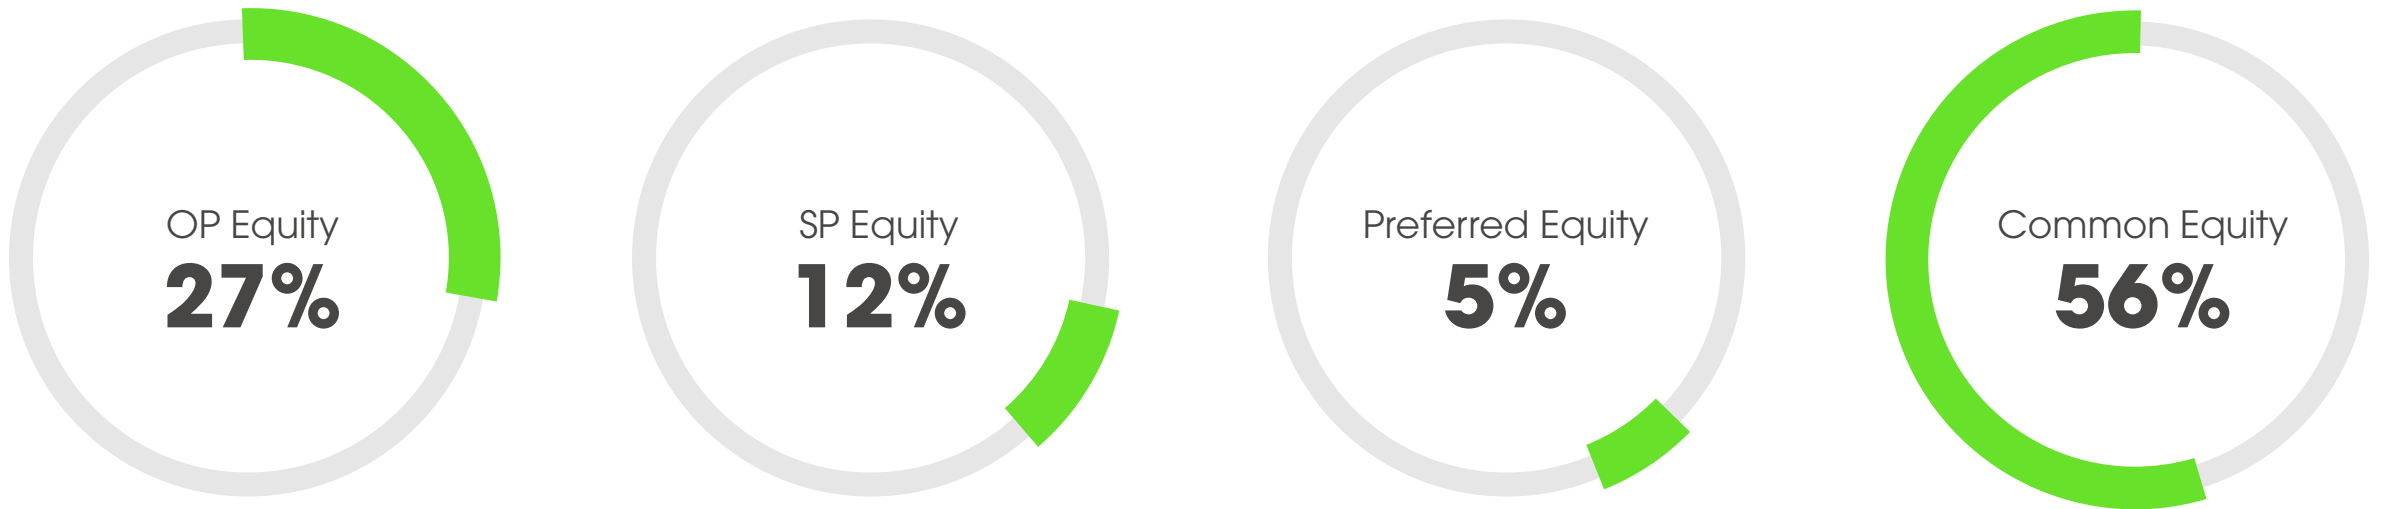 OP Equity
27%
SP Equity
12%
Preferred Equity
5%
Common Equity
56%